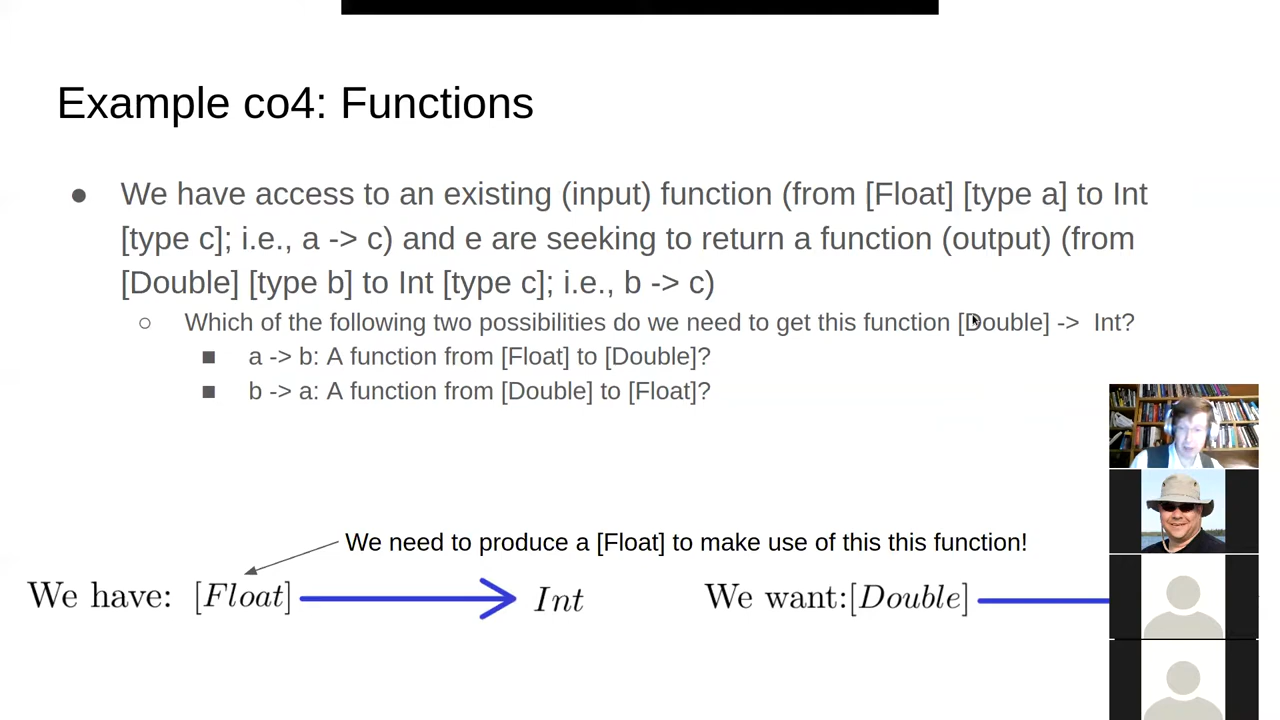 Example co4: Functions
● We have access to an existing (input) function (from [Float] [type a] to Int
[type c]; i.e., a -> c) and e are seeking to return a function (output) (from
[Double] [type b] to Int [type c]; i.e., b -> c)
○ Which of the following two possibilities do we need to get this function [Double] -> Int?
■ a -> b: A function from [Float] to [Double]?
■ b -> a: A function from [Double] to [Float]?
We need to produce a [Float] to make use of this this function!
We have: [Float] Int We want:[Double]